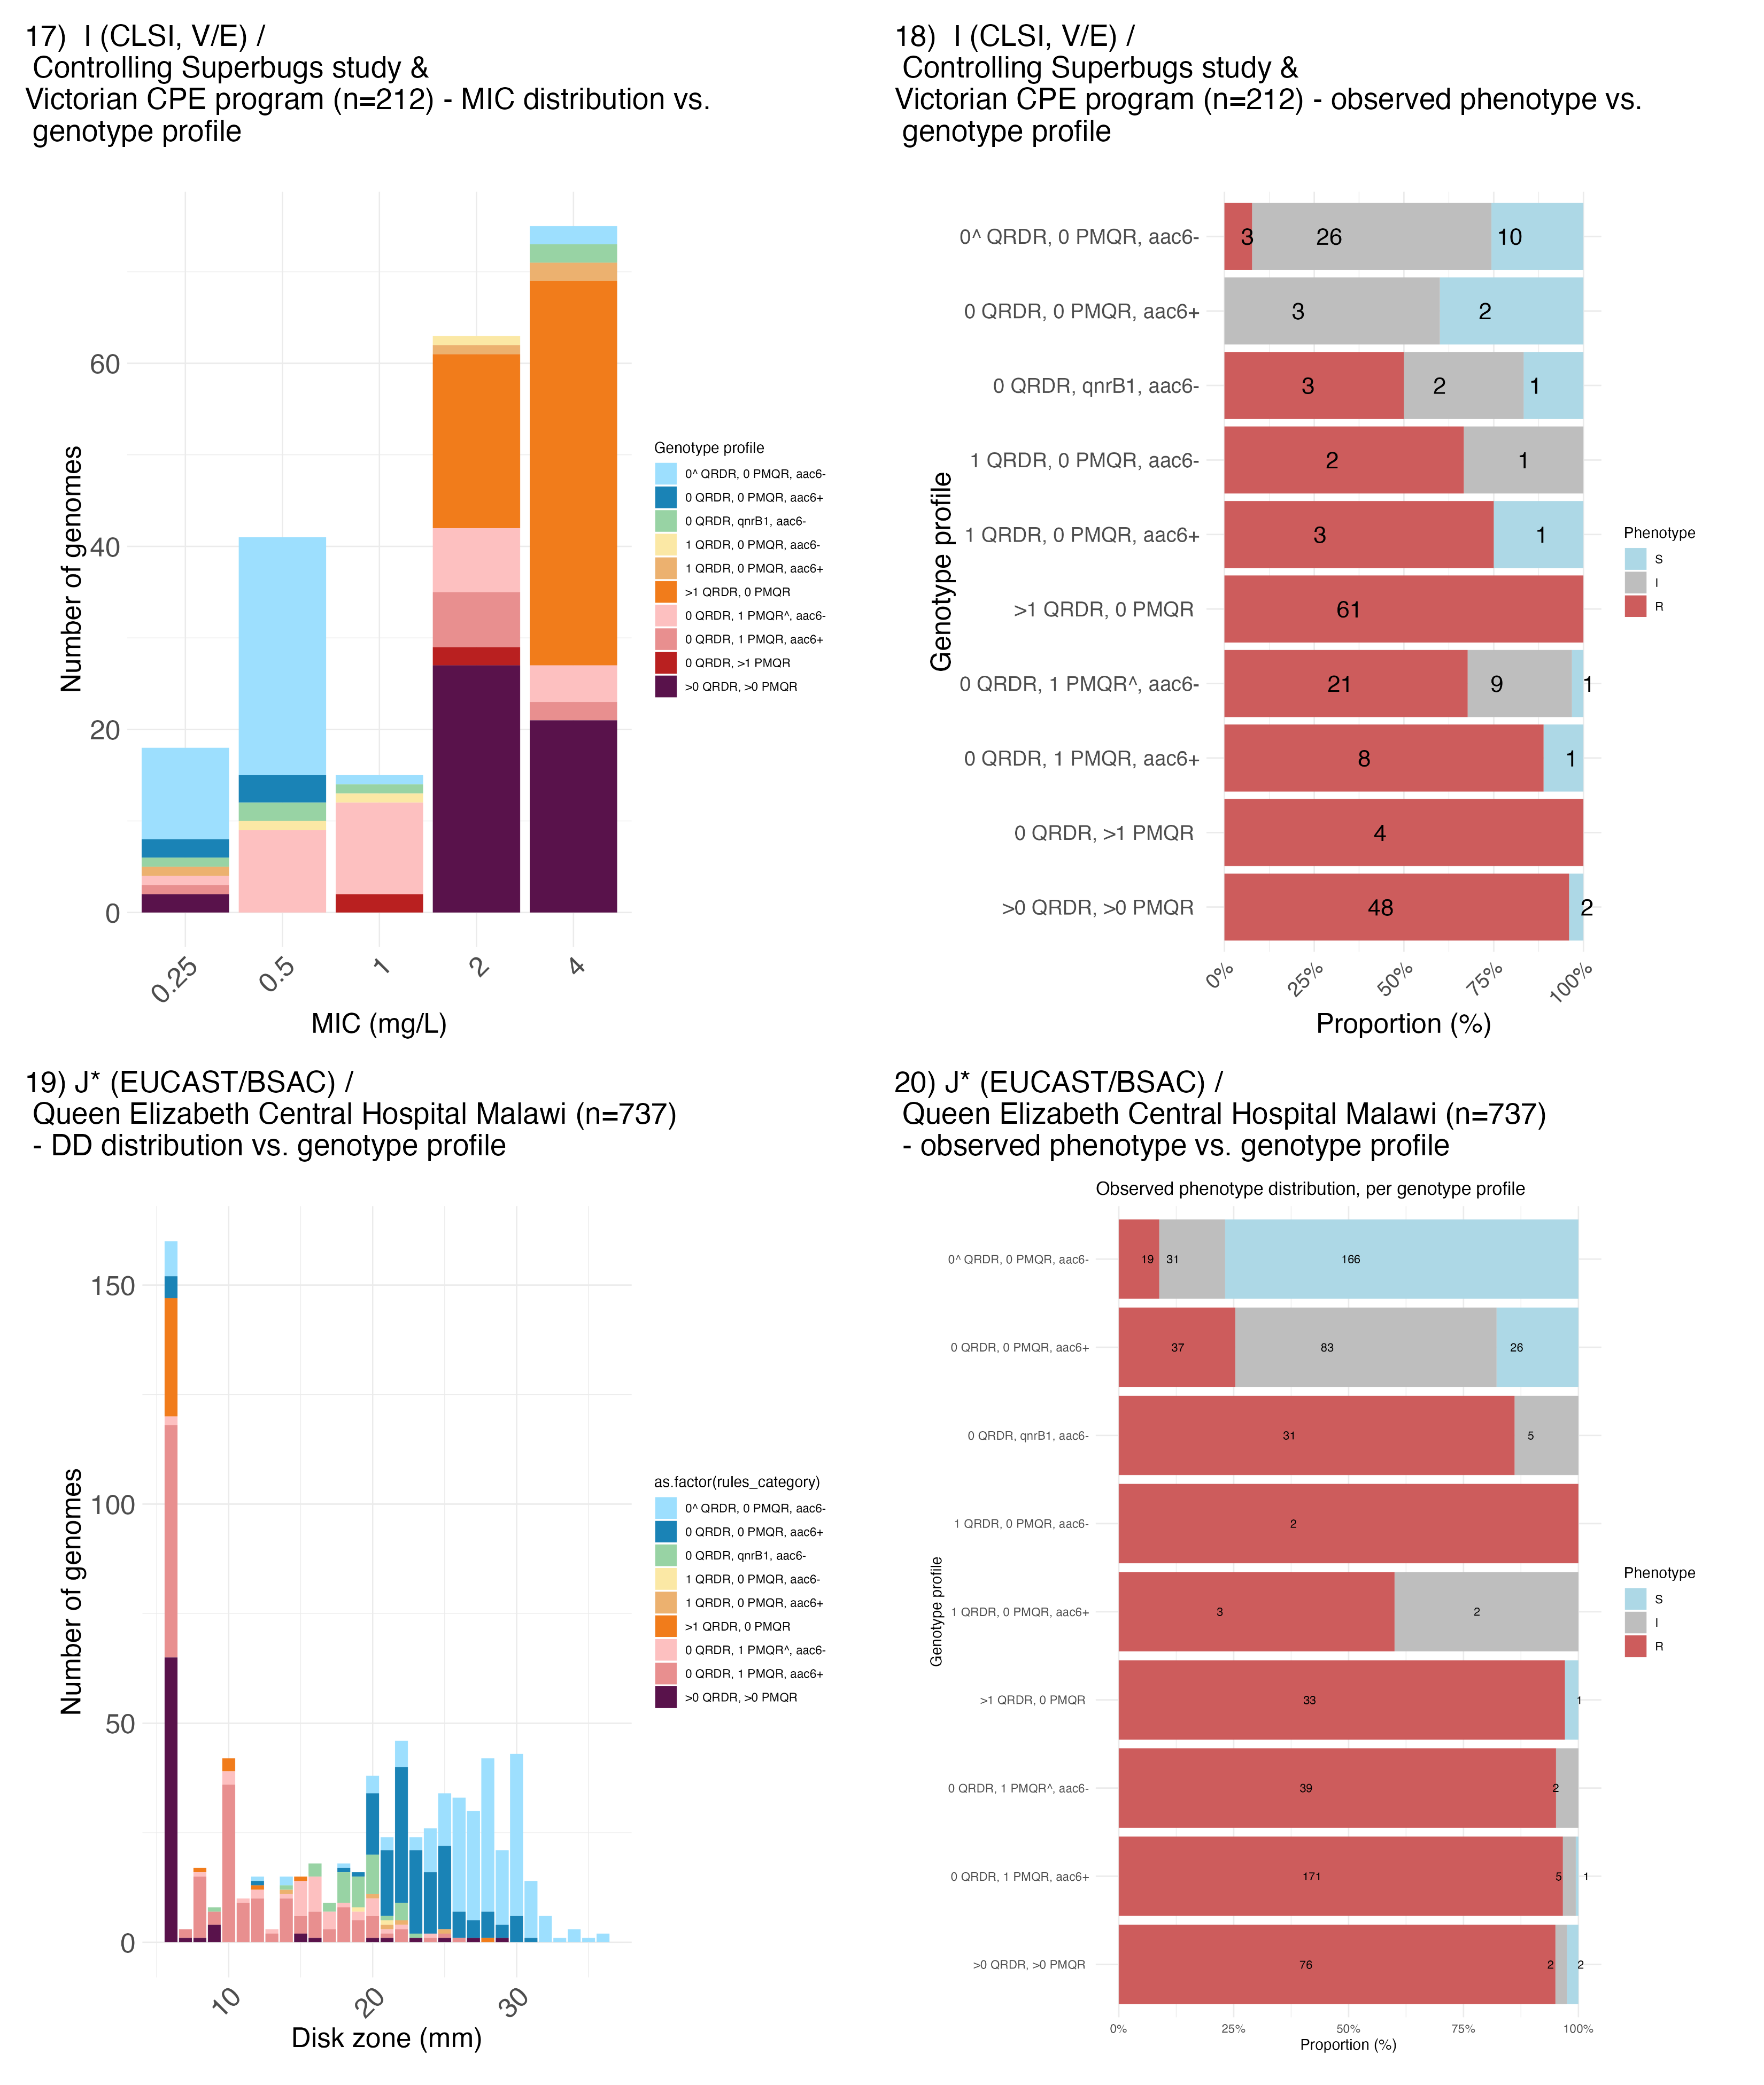 17)  I (CLSI, V/E) /
Controlling Superbugs study &
Victorian CPE program (n=212) - MIC distribution vs.
genotype profile
Number of genomes
60
40
20
0
0.25
0.5
1
2
4
MIC (mg/L)
Genotype profile
0^ QRDR, 0 PMQR, aac6-
0 QRDR, 0 PMQR, aac6+
0 QRDR, qnrB1, aac6-
1 QRDR, 0 PMQR, aac6-
1 QRDR, 0 PMQR, aac6+
>1 QRDR, 0 PMQR
0 QRDR, 1 PMQR^, aac6-
0 QRDR, 1 PMQR, aac6+
0 QRDR, >1 PMQR
>0 QRDR, >0 PMQR
18)  I (CLSI, V/E) /
Controlling Superbugs study &
Victorian CPE program (n=212) - observed phenotype vs.
genotype profile
Genotype profile
0^ QRDR, 0 PMQR, aac6- 3 26 10
0 QRDR, 0 PMQR, aac6+ 3 2
0 QRDR, qnrB1, aac6- 3 2 1
1 QRDR, 0 PMQR, aac6- 2 1
1 QRDR, 0 PMQR, aac6+ 3 1
>1 QRDR, 0 PMQR 61
0 QRDR, 1 PMQR^, aac6- 21 9 1
0 QRDR, 1 PMQR, aac6+ 8 1
0 QRDR, >1 PMQR 4
>0 QRDR, >0 PMQR 48 2
0%
25%
50%
75%
100%
Proportion (%)
Phenotype
S
I
R
19) J* (EUCAST/BSAC) /
Queen Elizabeth Central Hospital Malawi (n=737)
- DD distribution vs. genotype profile
Number of genomes
150
100
50
0
10
20
30
Disk zone (mm)
as.factor(rules_category)
0^ QRDR, 0 PMQR, aac6-
0 QRDR, 0 PMQR, aac6+
0 QRDR, qnrB1, aac6-
1 QRDR, 0 PMQR, aac6-
1 QRDR, 0 PMQR, aac6+
>1 QRDR, 0 PMQR
0 QRDR, 1 PMQR^, aac6-
0 QRDR, 1 PMQR, aac6+
>0 QRDR, >0 PMQR
20) J* (EUCAST/BSAC) /
Queen Elizabeth Central Hospital Malawi (n=737)
- observed phenotype vs. genotype profile
Observed phenotype distribution, per genotype profile
Genotype profile
0^ QRDR, 0 PMQR, aac6- 19 31 166
0 QRDR, 0 PMQR, aac6+ 37 83 26
0 QRDR, qnrB1, aac6- 31 5
1 QRDR, 0 PMQR, aac6- 2
1 QRDR, 0 PMQR, aac6+ 3 2
>1 QRDR, 0 PMQR 33 1
0 QRDR, 1 PMQR^, aac6- 39 2
0 QRDR, 1 PMQR, aac6+ 171 5 1
>0 QRDR, >0 PMQR 76 2 2
0% 25% 50% 75% 100%
Proportion (%)
Phenotype
S
I
R